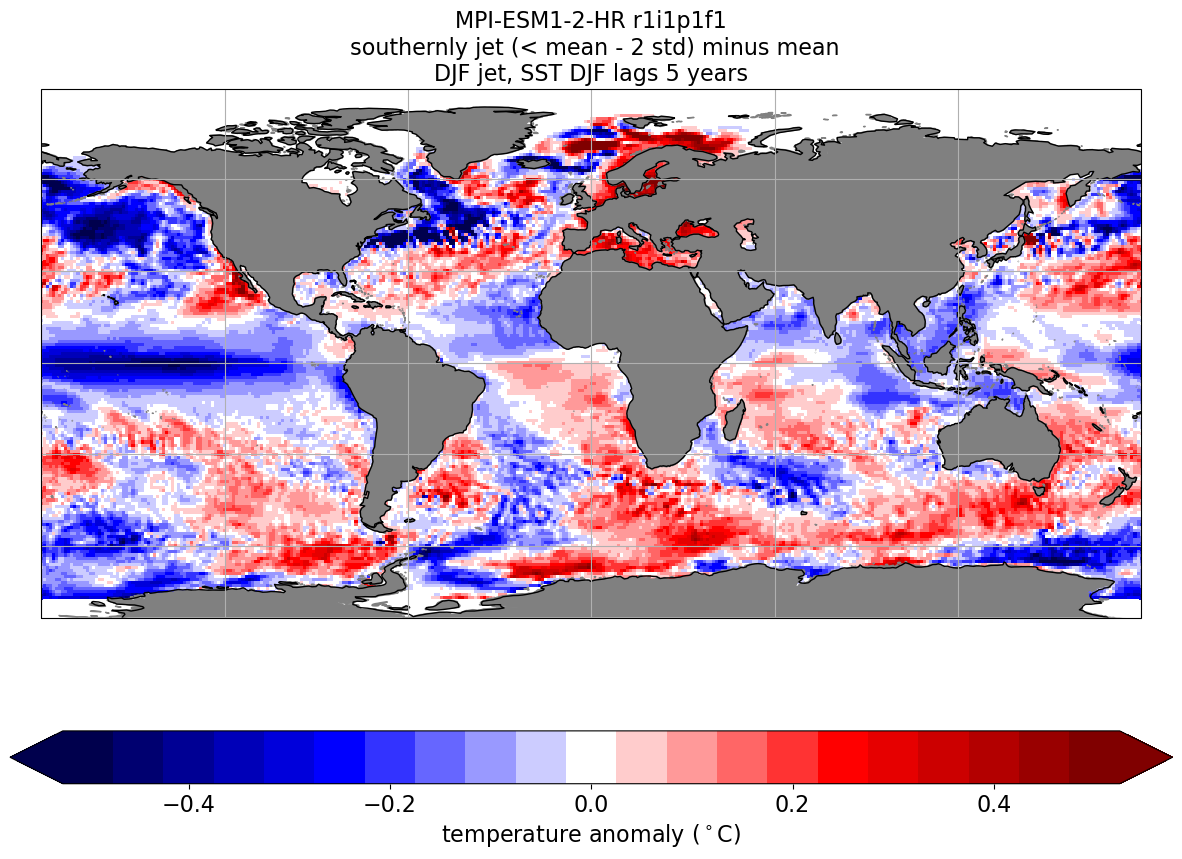 MPI-ESM1-2-HR r1i1p1f1
southernly jet (< mean - 2 std) minus mean
DJF jet, SST DJF lags 5 years
−0.4 −0.2 0.0 0.2 0.4
temperature anomaly (°C)